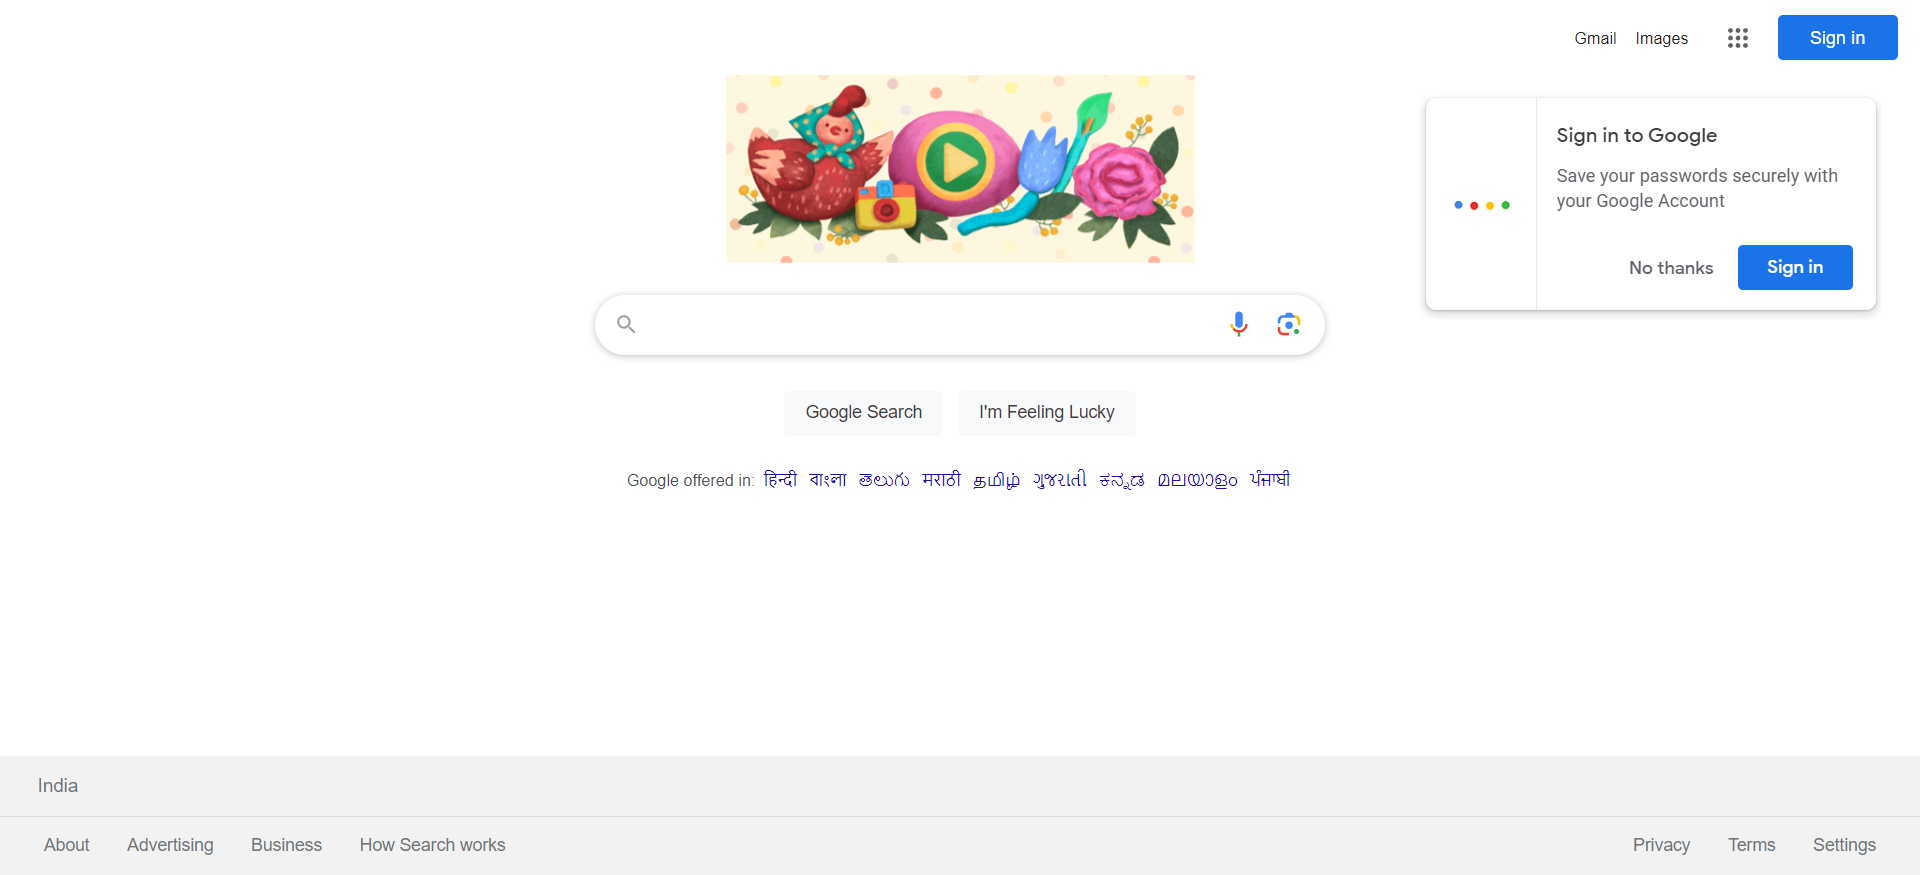 Gmail Images Sign in
Sign in to Google
Save your passwords securely with
your Google Account
No thanks Sign in
Google Search I'm Feeling Lucky
Google offered in: हिन्दी বাংলা తెలుగు मराठी தமிழ் ગુજરાતી ಕನ್ನಡ മലയാളം ਪੰਜਾਬੀ
India
About Advertising Business How Search works Privacy Terms Settings